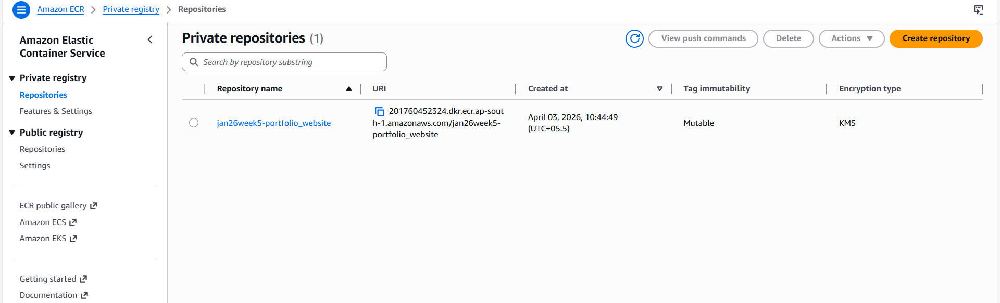 Amazon ECR > Private registry > Repositories
Amazon Elastic
Container Service
Private registry
Repositories
Features & Settings
Public registry
Repositories
Settings
ECR public gallery
Amazon ECS
Amazon EKS
Getting started
Documentation
Private repositories (1)
View push commands
Delete
Actions
Create repository
Search by repository substring
Repository name
URI
Created at
Tag immutability
Encryption type
jan26week5-portfolio_website
201760452324.dkr.ecr.ap-sout
h-1.amazonaws.com/jan26week5-
portfolio_website
April 03, 2026, 10:44:49
(UTC+05.5)
Mutable
KMS